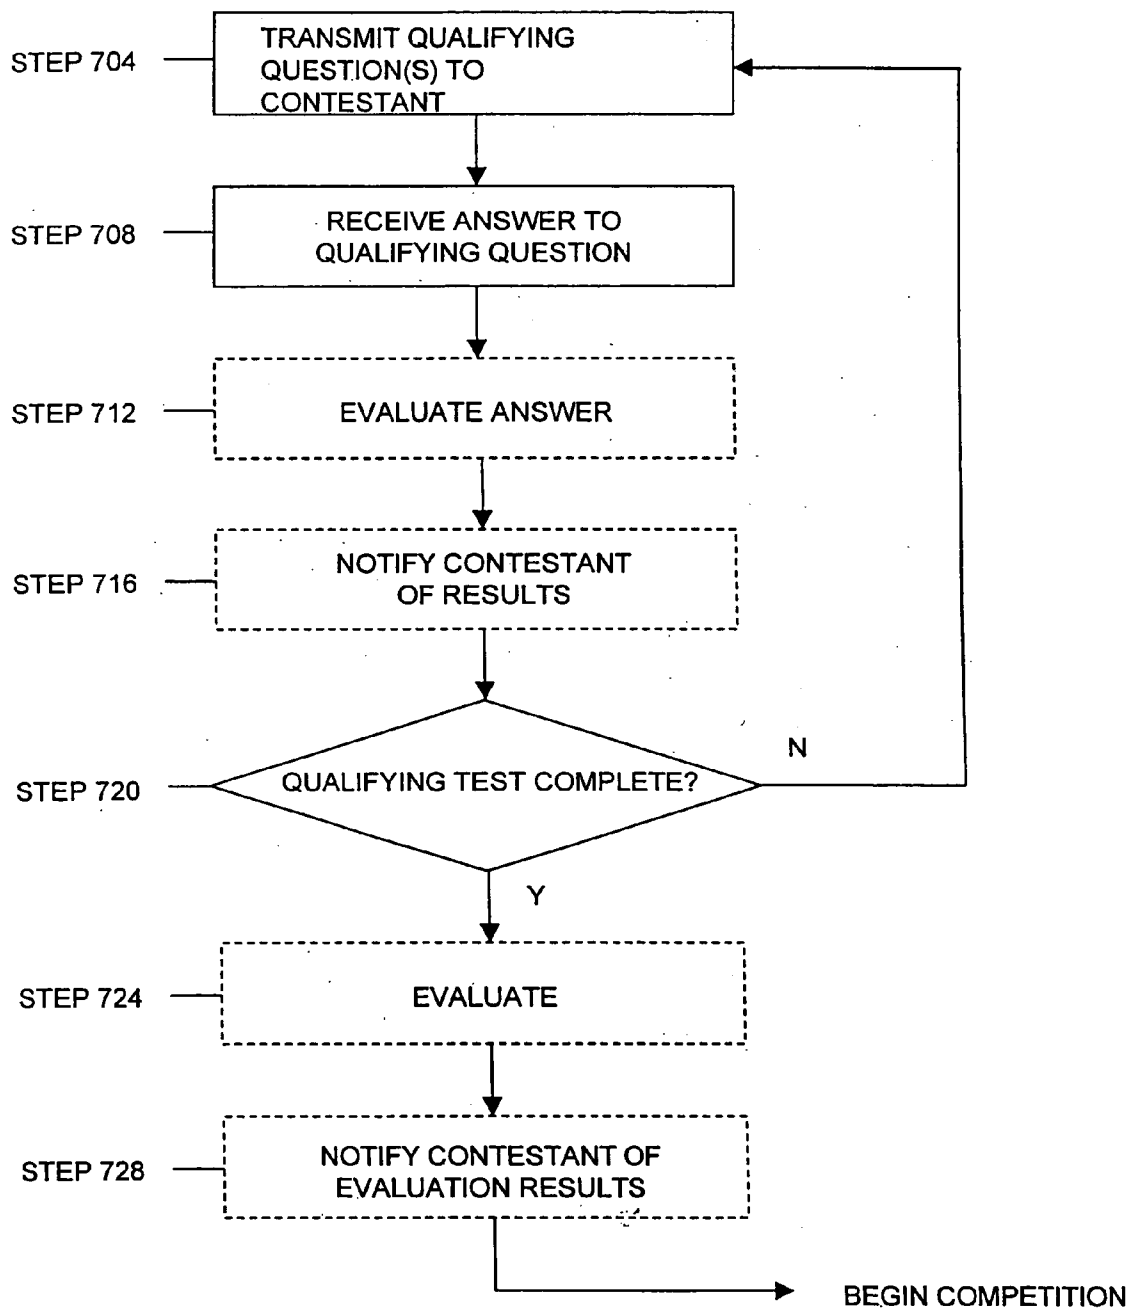 STEP 704
TRANSMIT QUALIFYING
QUESTION(S) TO
CONTESTANT
STEP 708
RECEIVE ANSWER TO
QUALIFYING QUESTION
STEP 712
EVALUATE ANSWER
STEP 716
NOTIFY CONTESTANT
OF RESULTS
STEP 720
QUALIFYING TEST COMPLETE?
N
Y
STEP 724
EVALUATE
STEP 728
NOTIFY CONTESTANT OF
EVALUATION RESULTS
BEGIN COMPETITION